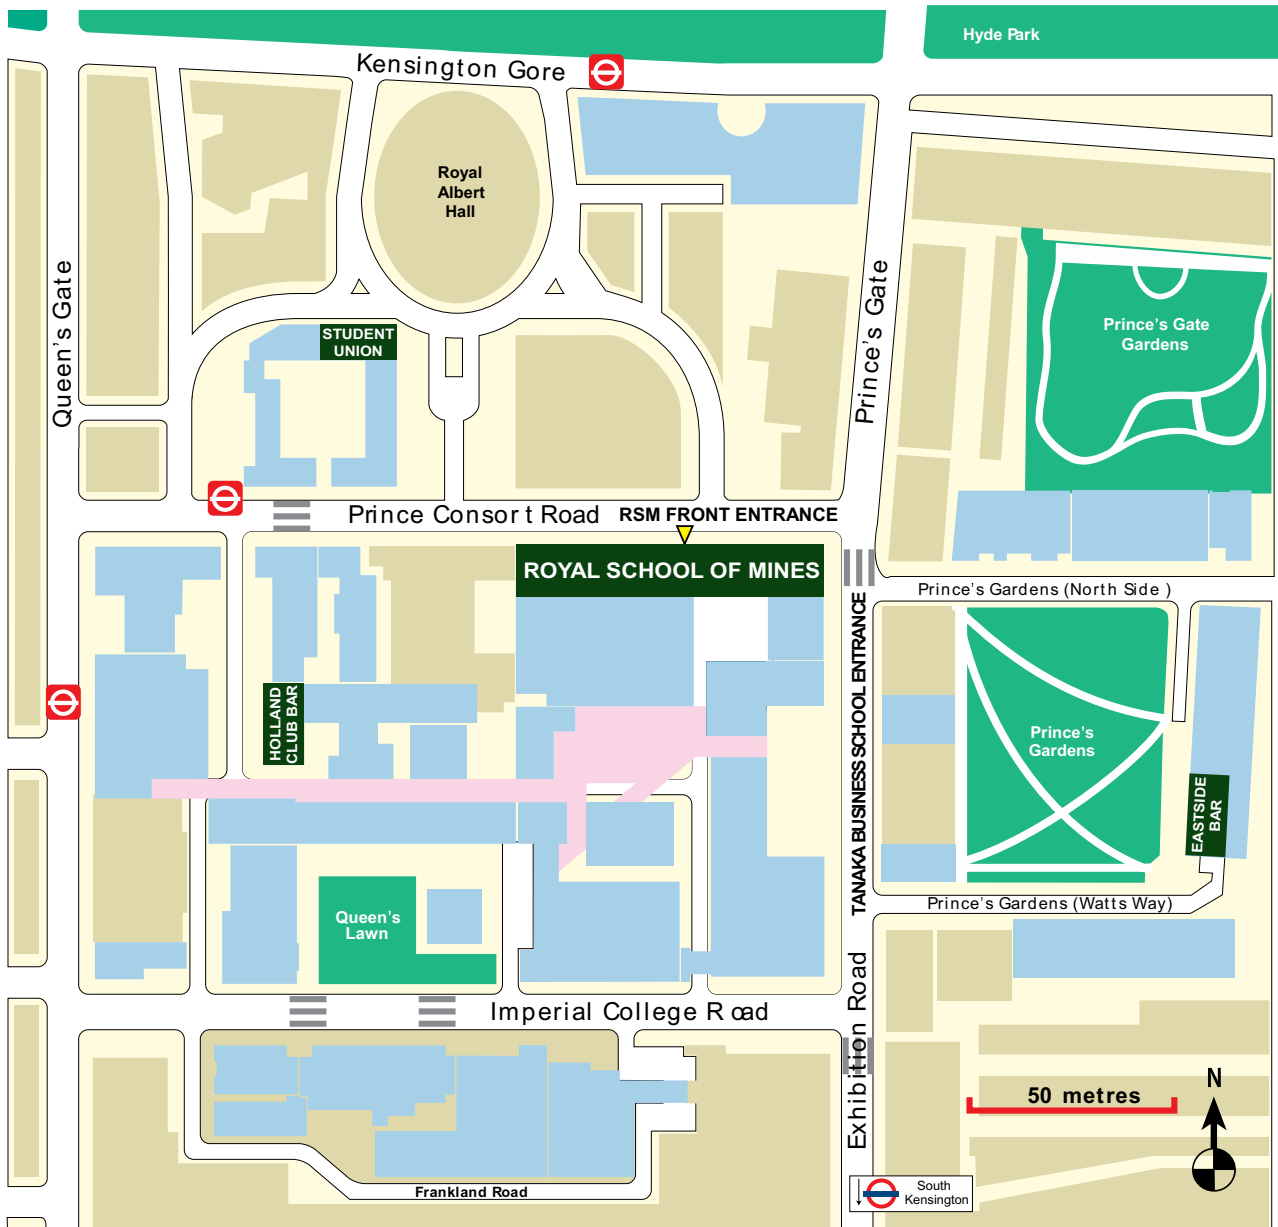 Hyde Park
Kensington Gore
Royal
Albert
Hall
Queen's Gate
Prince's Gate
Prince's Gate
Gardens
STUDENT
UNION
Prince Consort Road
RSM FRONT ENTRANCE
ROYAL SCHOOL OF MINES
Prince's Gardens (North Side )
TANAKA BUSINESS SCHOOL ENTRANCE
HOLLAND
CLUB BAR
Prince's
Gardens
EASTSIDE
BAR
Queen's
Lawn
Prince's Gardens (Watts Way)
Imperial College Road
Exhibition Road
50 metres
N
South
Kensington
Frankland Road